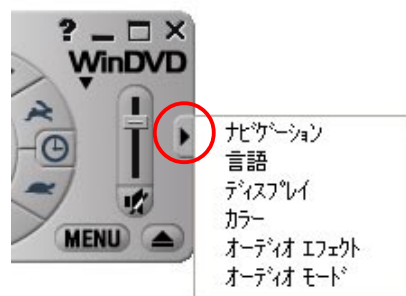 ?
WinDVD
MENU
ﾅﾋﾞｹﾞｰｼｮﾝ
言語
ﾃﾞｨｽﾌﾟﾚｲ
ｶﾗｰ
ｵｰﾃﾞｨｵ ｴﾌｪｸﾄ
ｵｰﾃﾞｨｵ ﾓｰﾄﾞ